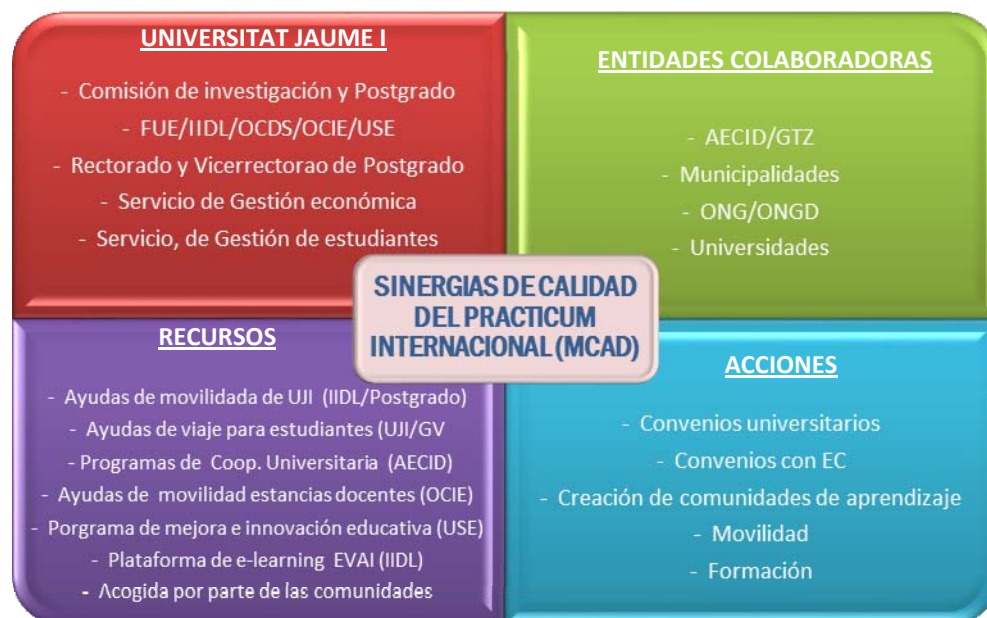 UNIVERSITAT JAUME I
- Comisión de investigación y Postgrado
- FUE/IIDL/OCDS/OCIE/USE
- Rectorado y Vicerrectorao de Postgrado
- Servicio de Gestión económica
- Servicio, de Gestión de estudiantes
ENTIDADES COLABORADORAS
- AECID/GTZ
- Municipalidades
- ONG/ONGD
- Universidades
SINERGIAS DE CALIDAD
DEL PRACTICUM
INTERNACIONAL (MCAD)
RECURSOS
- Ayudas de movilidada de UJI (IIDL/Postgrado)
- Ayudas de viaje para estudiantes (UJI/GV
- Programas de Coop. Universitaria (AECID)
- Ayudas de movilidad estancias docentes (OCIE)
- Porgrama de mejora e innovación educativa (USE)
- Plataforma de e-learning EVAI (IIDL)
- Acogida por parte de las comunidades
ACCIONES
- Convenios universitarios
- Convenios con EC
- Creación de comunidades de aprendizaje
- Movilidad
- Formación